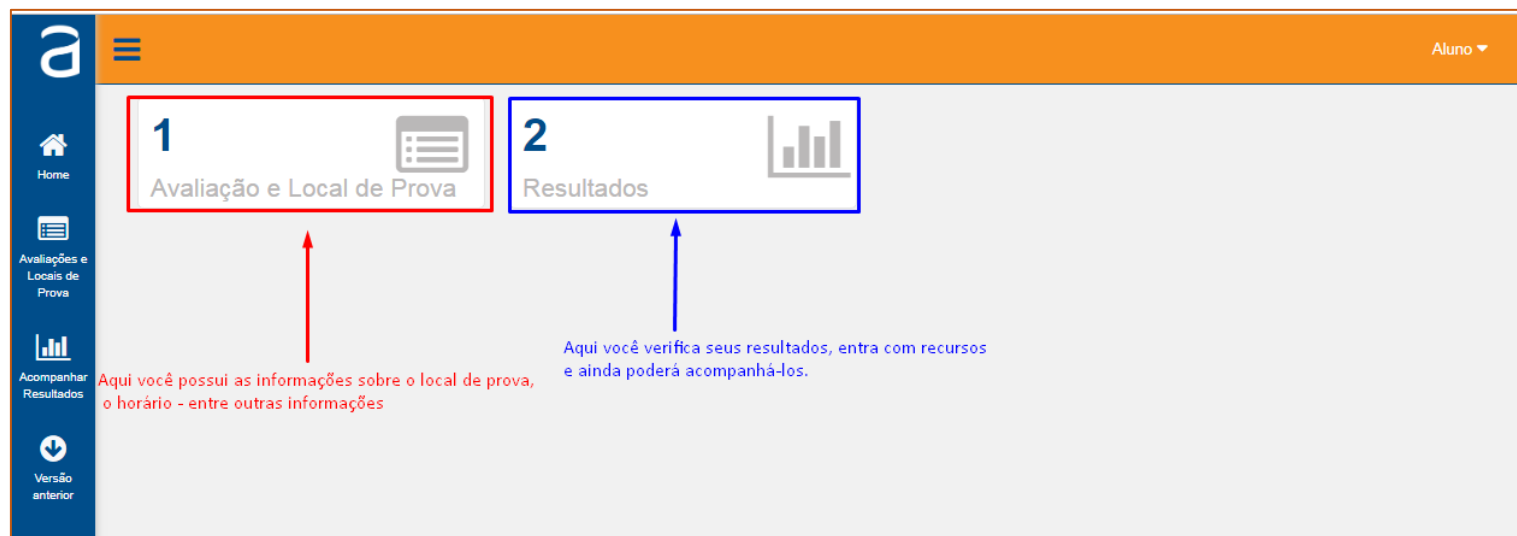 a
Aluno
Home
Avaliações e
Locais de
Prova
Acompanhar
Resultados
Versão
anterior
1
Avaliação e Local de Prova
2
Resultados
Aqui você possui as informações sobre o local de prova,
o horário - entre outras informações
Aqui você verifica seus resultados, entra com recursos
e ainda poderá acompanhá-los.